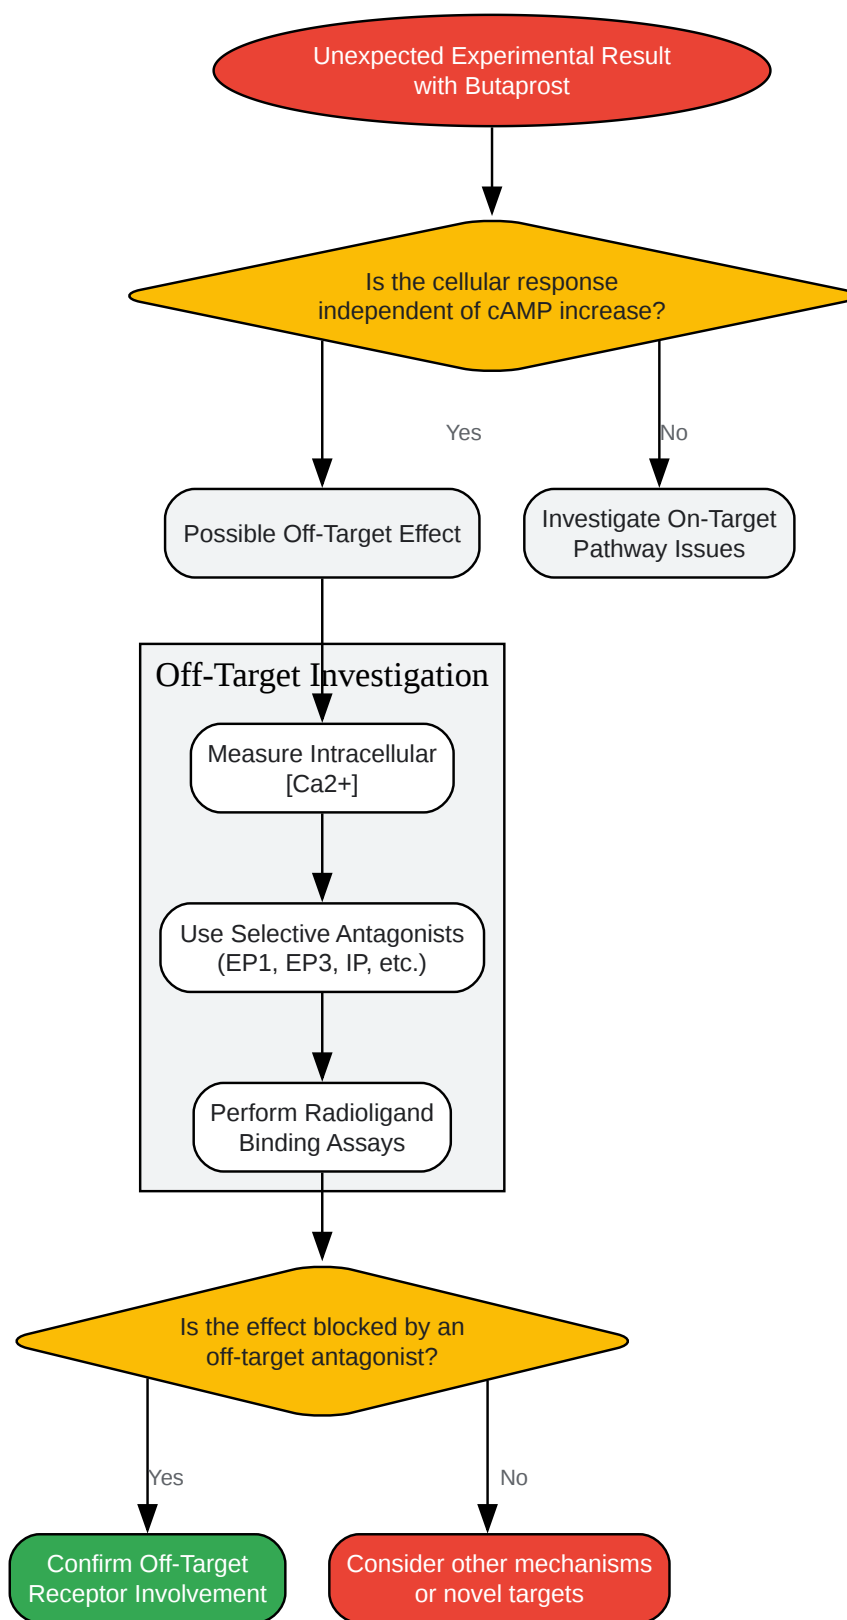 Unexpected Experimental Result
with Butaprost
Is the cellular response
independent of cAMP increase?
Yes
No
Possible Off-Target Effect
Investigate On-Target
Pathway Issues
Off-Target Investigation
Measure Intracellular
[Ca2+]
Use Selective Antagonists
(EP1, EP3, IP, etc.)
Perform Radioligand
Binding Assays
Is the effect blocked by an
off-target antagonist?
Yes
No
Confirm Off-Target
Receptor Involvement
Consider other mechanisms
or novel targets